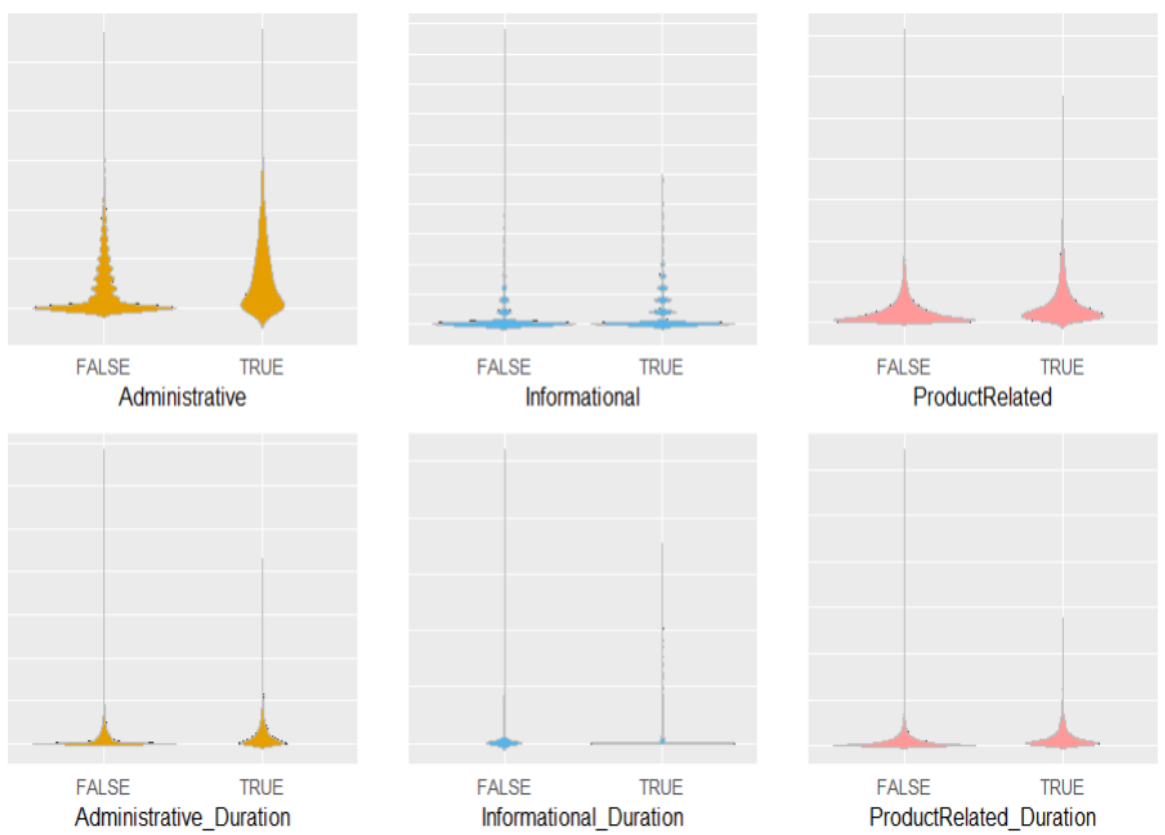 FALSE TRUE FALSE TRUE FALSE TRUE
Administrative Informational ProductRelated
FALSE TRUE FALSE TRUE FALSE TRUE
Administrative_Duration Informational_Duration ProductRelated_Duration